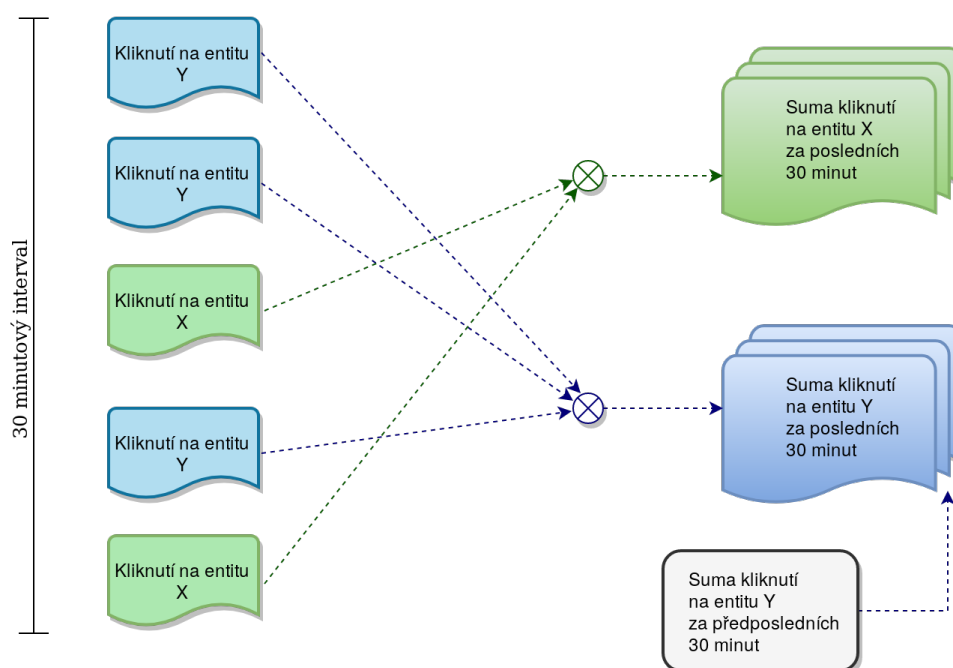 30 minutový interval
Kliknutí na entitu
Y
Kliknutí na entitu
Y
Kliknutí na entitu
X
Kliknutí na entitu
Y
Kliknutí na entitu
X
Suma kliknutí
na entitu X
za posledních
30 minut
Suma kliknutí
na entitu Y
za posledních
30 minut
Suma kliknutí
na entitu Y
za předposledních
30 minut